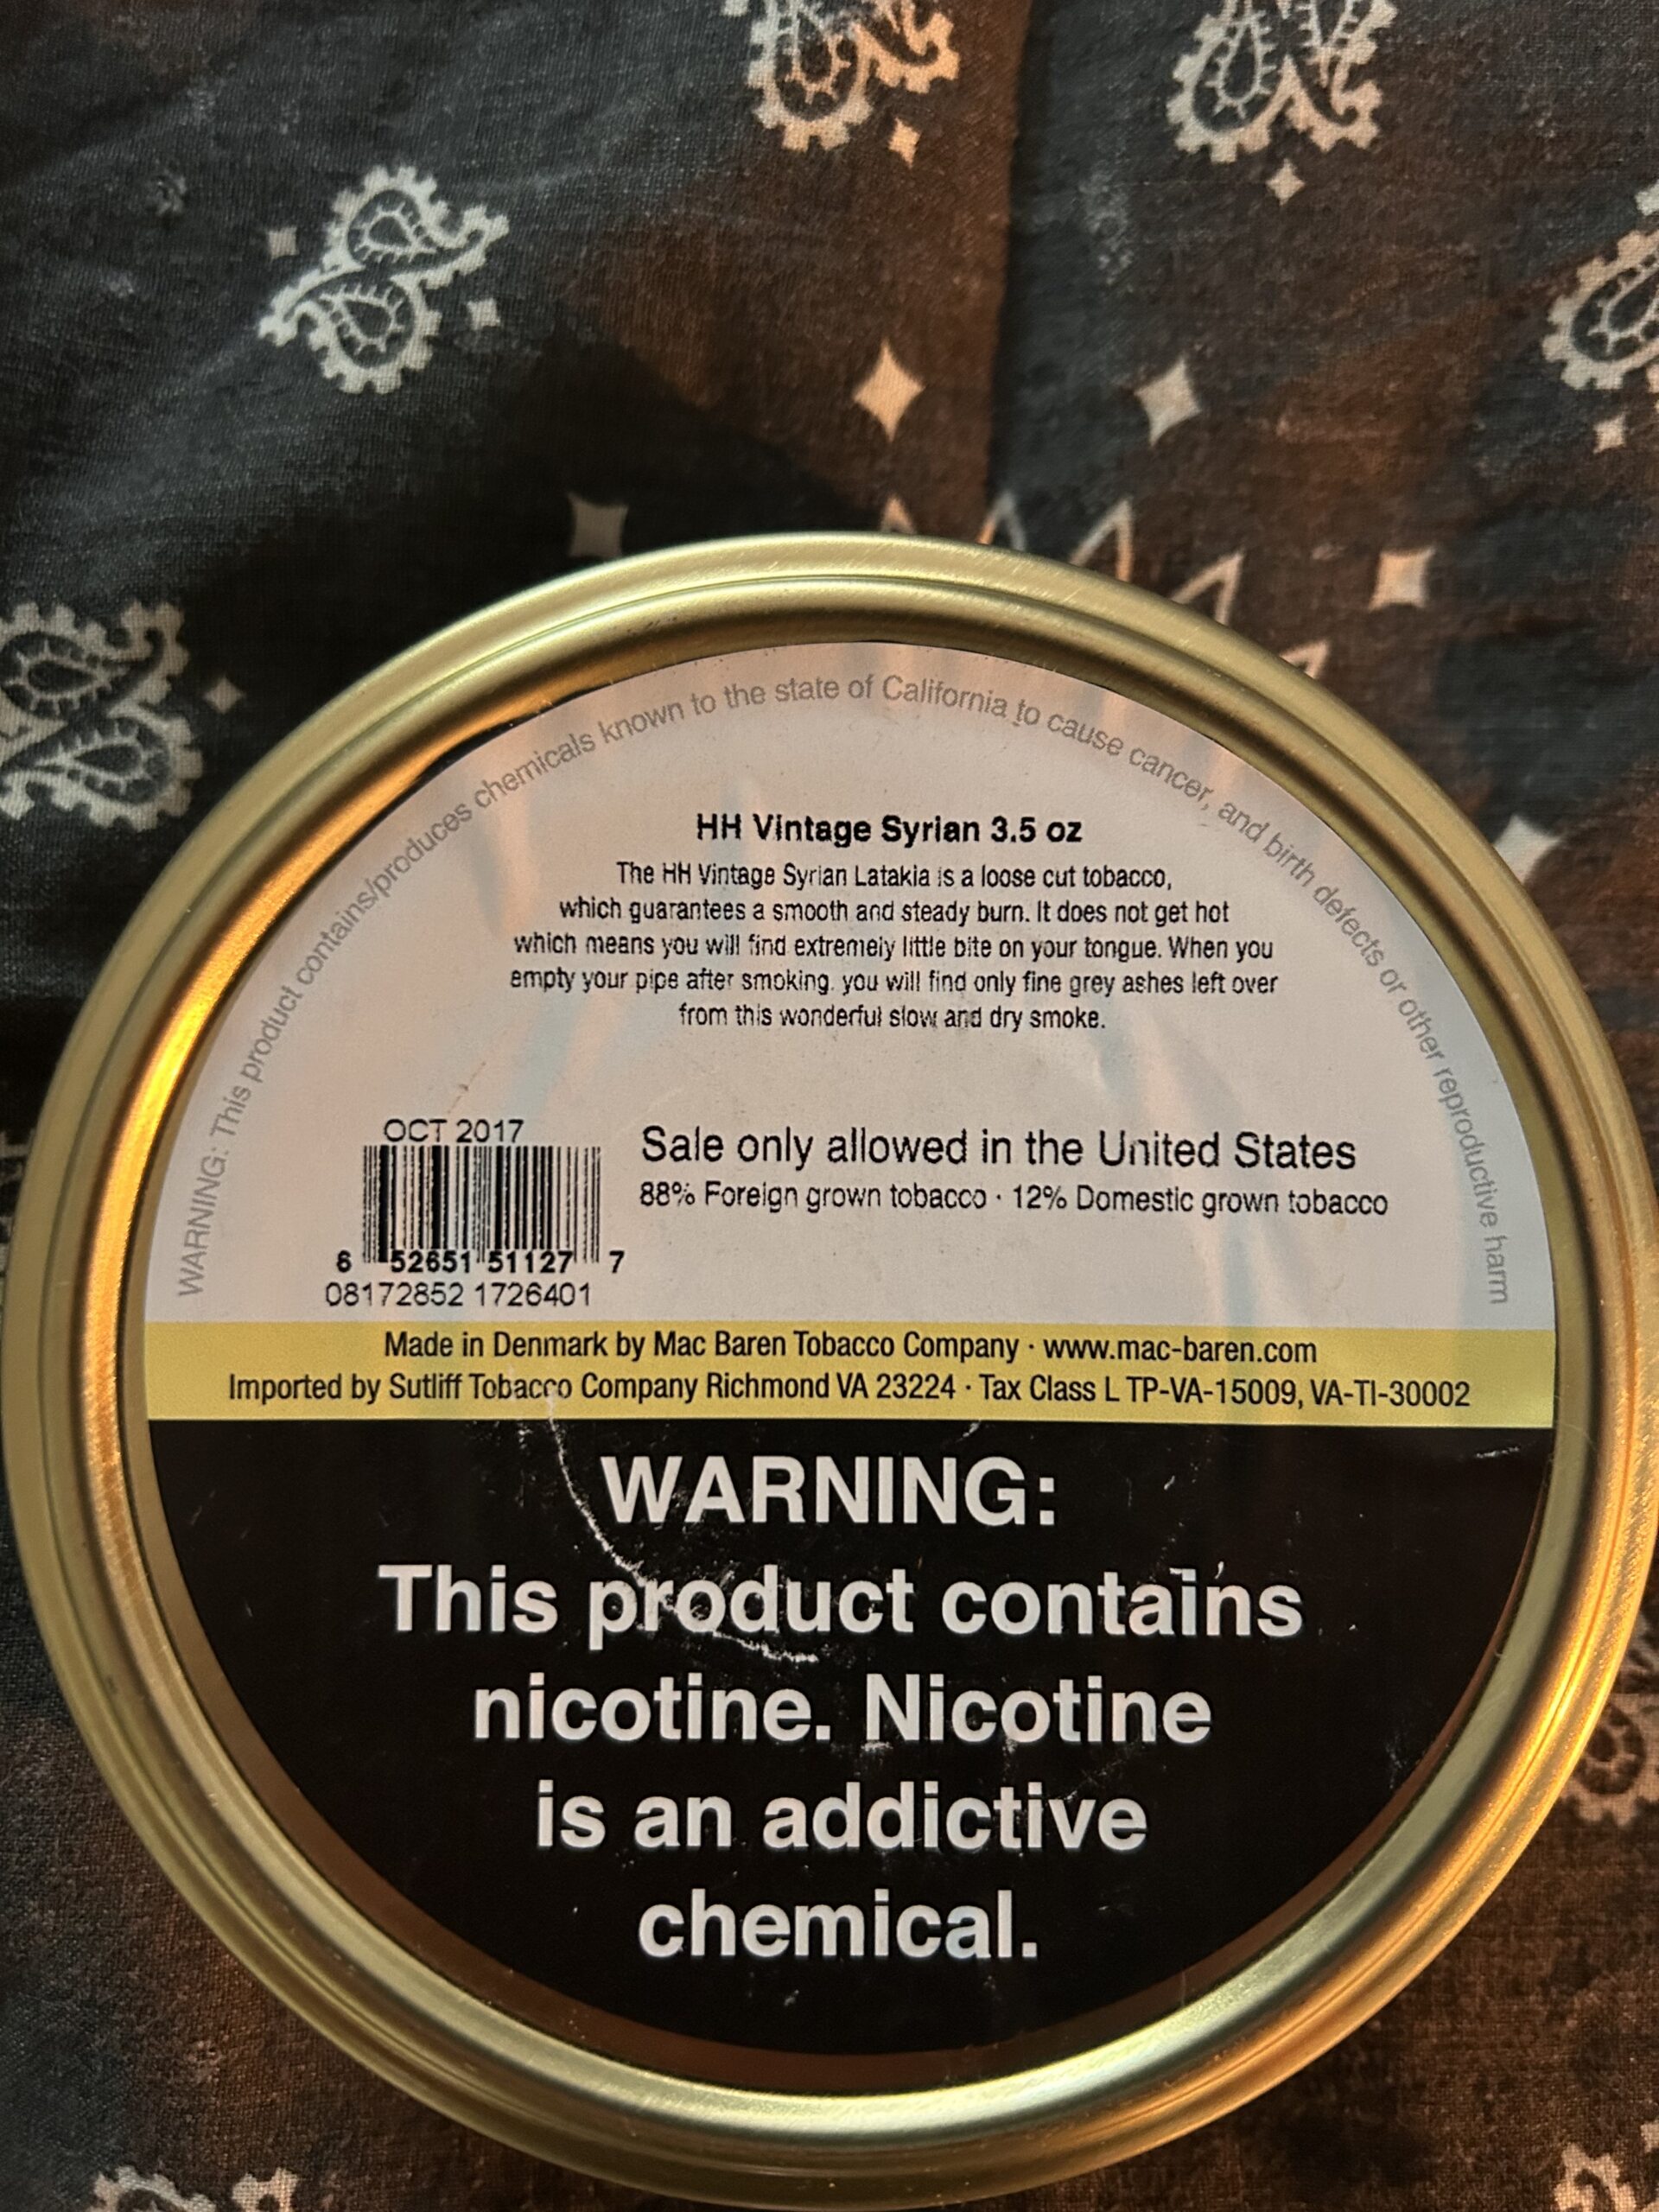 WARNING: This product contains/produces chemicals known to the state of California to cause cancer, and birth defects or other reproductive harm
HH Vintage Syrian 3.5 oz
The HH Vintage Syrian Latakia is a loose cut tobacco,
which guarantees a smooth and steady burn. It does not get hot
which means you will find extremely little bite on your tongue. When you
empty your pipe after smoking. you will find only fine grey ashes left over
from this wonderful slow and dry smoke.
OCT 2017
6 52651 51127 7
08172852 1726401
Sale only allowed in the United States
88% Foreign grown tobacco · 12% Domestic grown tobacco
Made in Denmark by Mac Baren Tobacco Company · www.mac-baren.com
Imported by Sutliff Tobacco Company Richmond VA 23224 · Tax Class L TP-VA-15009, VA-TI-30002
WARNING:
This product contains
nicotine. Nicotine
is an addictive
chemical.